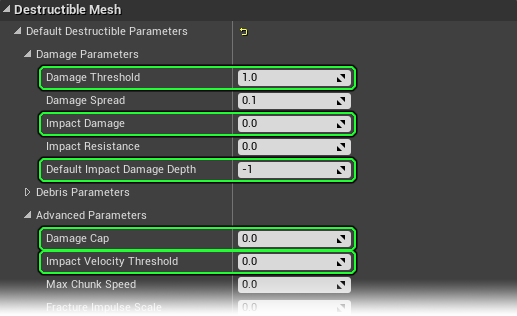 Destructible Mesh
Default Destructible Parameters
Damage Parameters
Damage Threshold 1.0
Damage Spread 0.1
Impact Damage 0.0
Impact Resistance 0.0
Default Impact Damage Depth -1
Debris Parameters
Advanced Parameters
Damage Cap 0.0
Impact Velocity Threshold 0.0
Max Chunk Speed 0.0
Fracture Impulse Scale 0.0